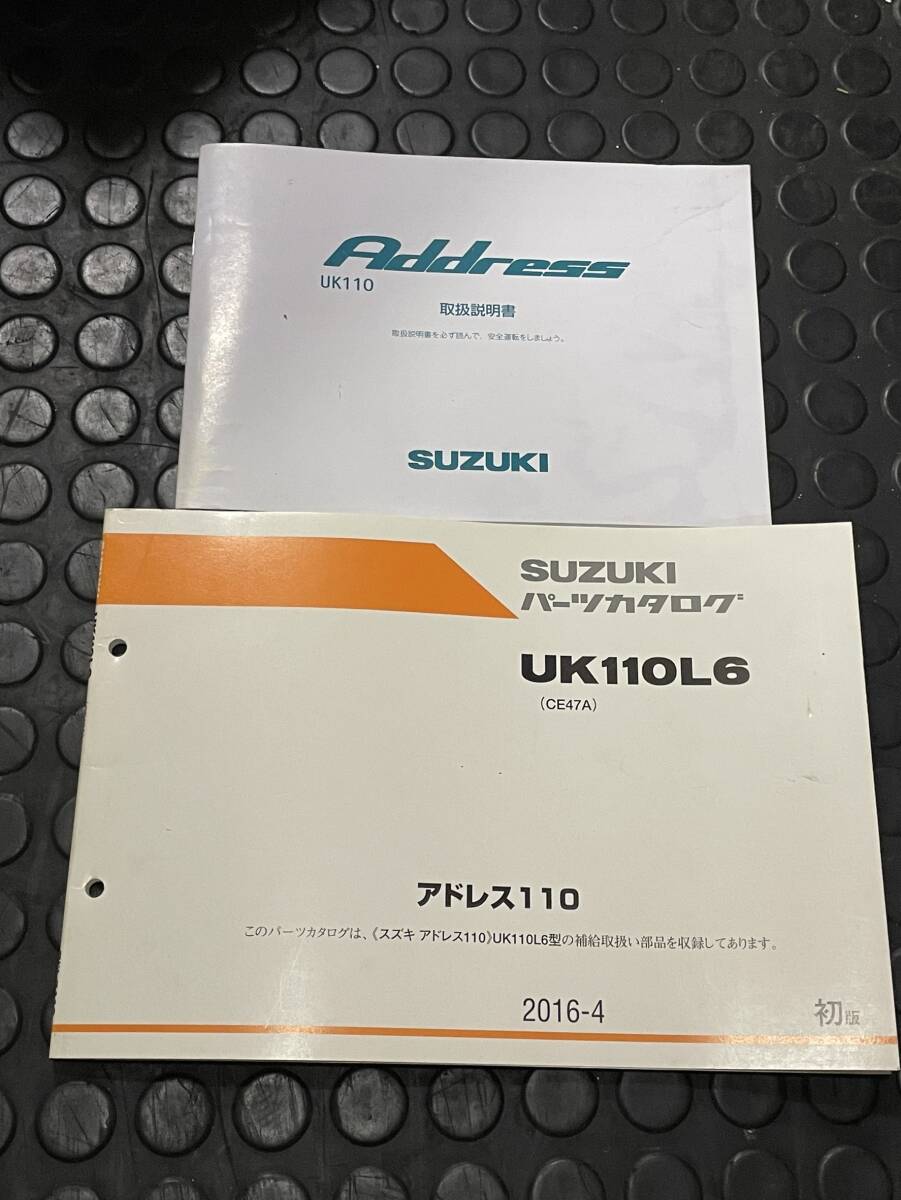 Address
UK110
取扱説明書
取扱説明書を必ず読んで、安全運転をしましょう。
SUZUKI
SUZUKI
パーツカタログ
UK110L6
(CE47A)
アドレス110
このパーツカタログは、《スズキ アドレス110》UK110L6型の補給取扱い部品を収録してあります。
2016-4
初版